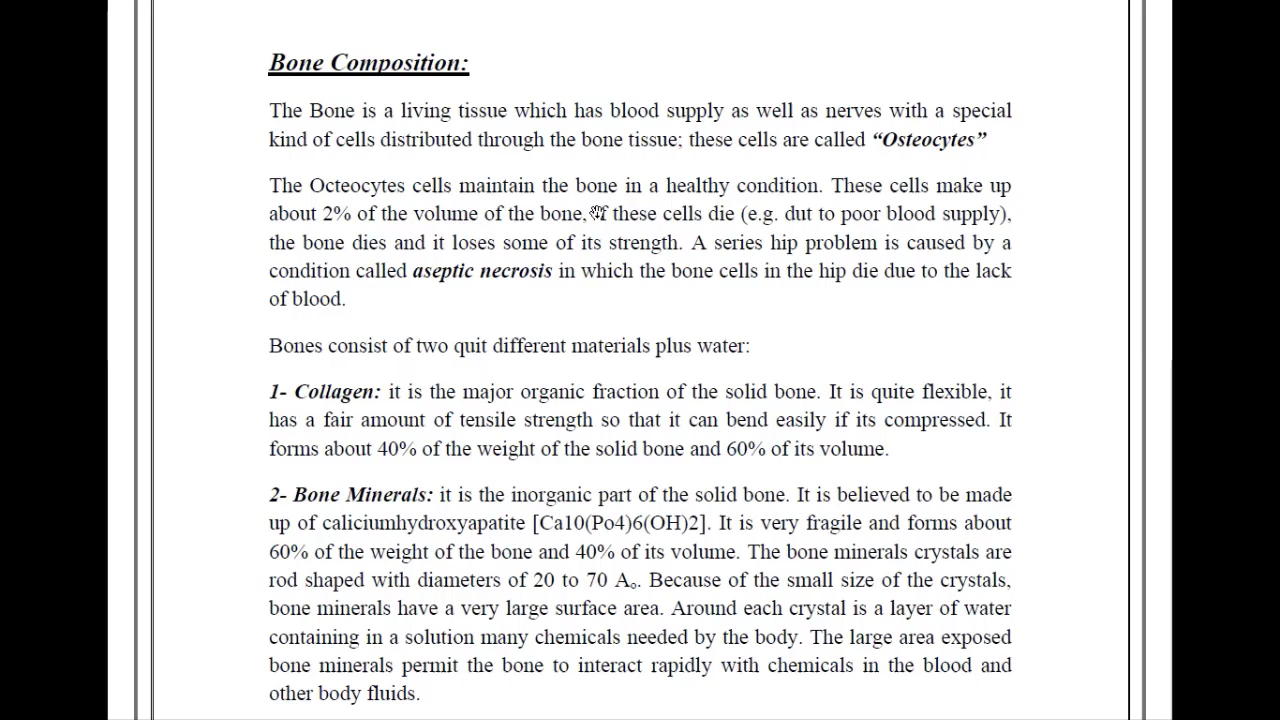 Bone Composition:
The Bone is a living tissue which has blood supply as well as nerves with a special
kind of cells distributed through the bone tissue; these cells are called “Osteocytes”
The Octeocytes cells maintain the bone in a healthy condition. These cells make up
about 2% of the volume of the bone, if these cells die (e.g. dut to poor blood supply),
the bone dies and it loses some of its strength. A series hip problem is caused by a
condition called aseptic necrosis in which the bone cells in the hip die due to the lack
of blood.
Bones consist of two quit different materials plus water:
1- Collagen: it is the major organic fraction of the solid bone. It is quite flexible, it
has a fair amount of tensile strength so that it can bend easily if its compressed. It
forms about 40% of the weight of the solid bone and 60% of its volume.
2- Bone Minerals: it is the inorganic part of the solid bone. It is believed to be made
up of caliciumhydroxyapatite [Ca10(Po4)6(OH)2]. It is very fragile and forms about
60% of the weight of the bone and 40% of its volume. The bone minerals crystals are
rod shaped with diameters of 20 to 70 Aₒ. Because of the small size of the crystals,
bone minerals have a very large surface area. Around each crystal is a layer of water
containing in a solution many chemicals needed by the body. The large area exposed
bone minerals permit the bone to interact rapidly with chemicals in the blood and
other body fluids.